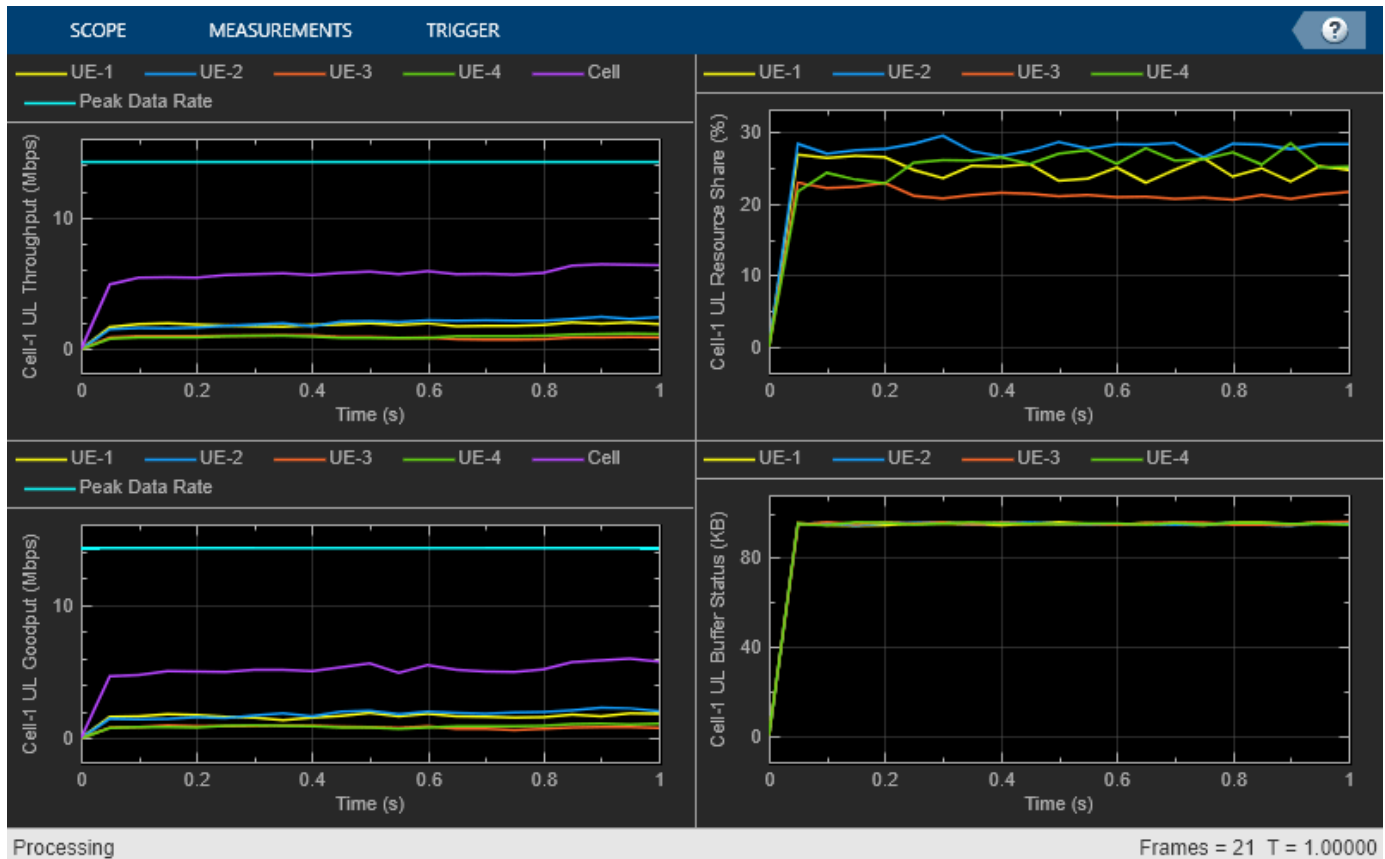 SCOPE MEASUREMENTS TRIGGER ?
UE-1 UE-2 UE-3 UE-4 Cell
Peak Data Rate
Cell-1 UL Throughput (Mbps)
10
0
0 0.2 0.4 0.6 0.8 1
Time (s)
UE-1 UE-2 UE-3 UE-4
Cell-1 UL Resource Share (%)
30
20
10
0
0 0.2 0.4 0.6 0.8 1
Time (s)
UE-1 UE-2 UE-3 UE-4 Cell
Peak Data Rate
Cell-1 UL Goodput (Mbps)
10
0
0 0.2 0.4 0.6 0.8 1
Time (s)
UE-1 UE-2 UE-3 UE-4
Cell-1 UL Buffer Status (KB)
80
40
0
0 0.2 0.4 0.6 0.8 1
Time (s)
Processing Frames = 21 T = 1.00000